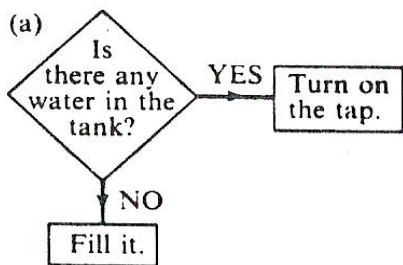 (a)
Is
there any
water in the
tank?
YES
Turn on
the tap.
NO
Fill it.